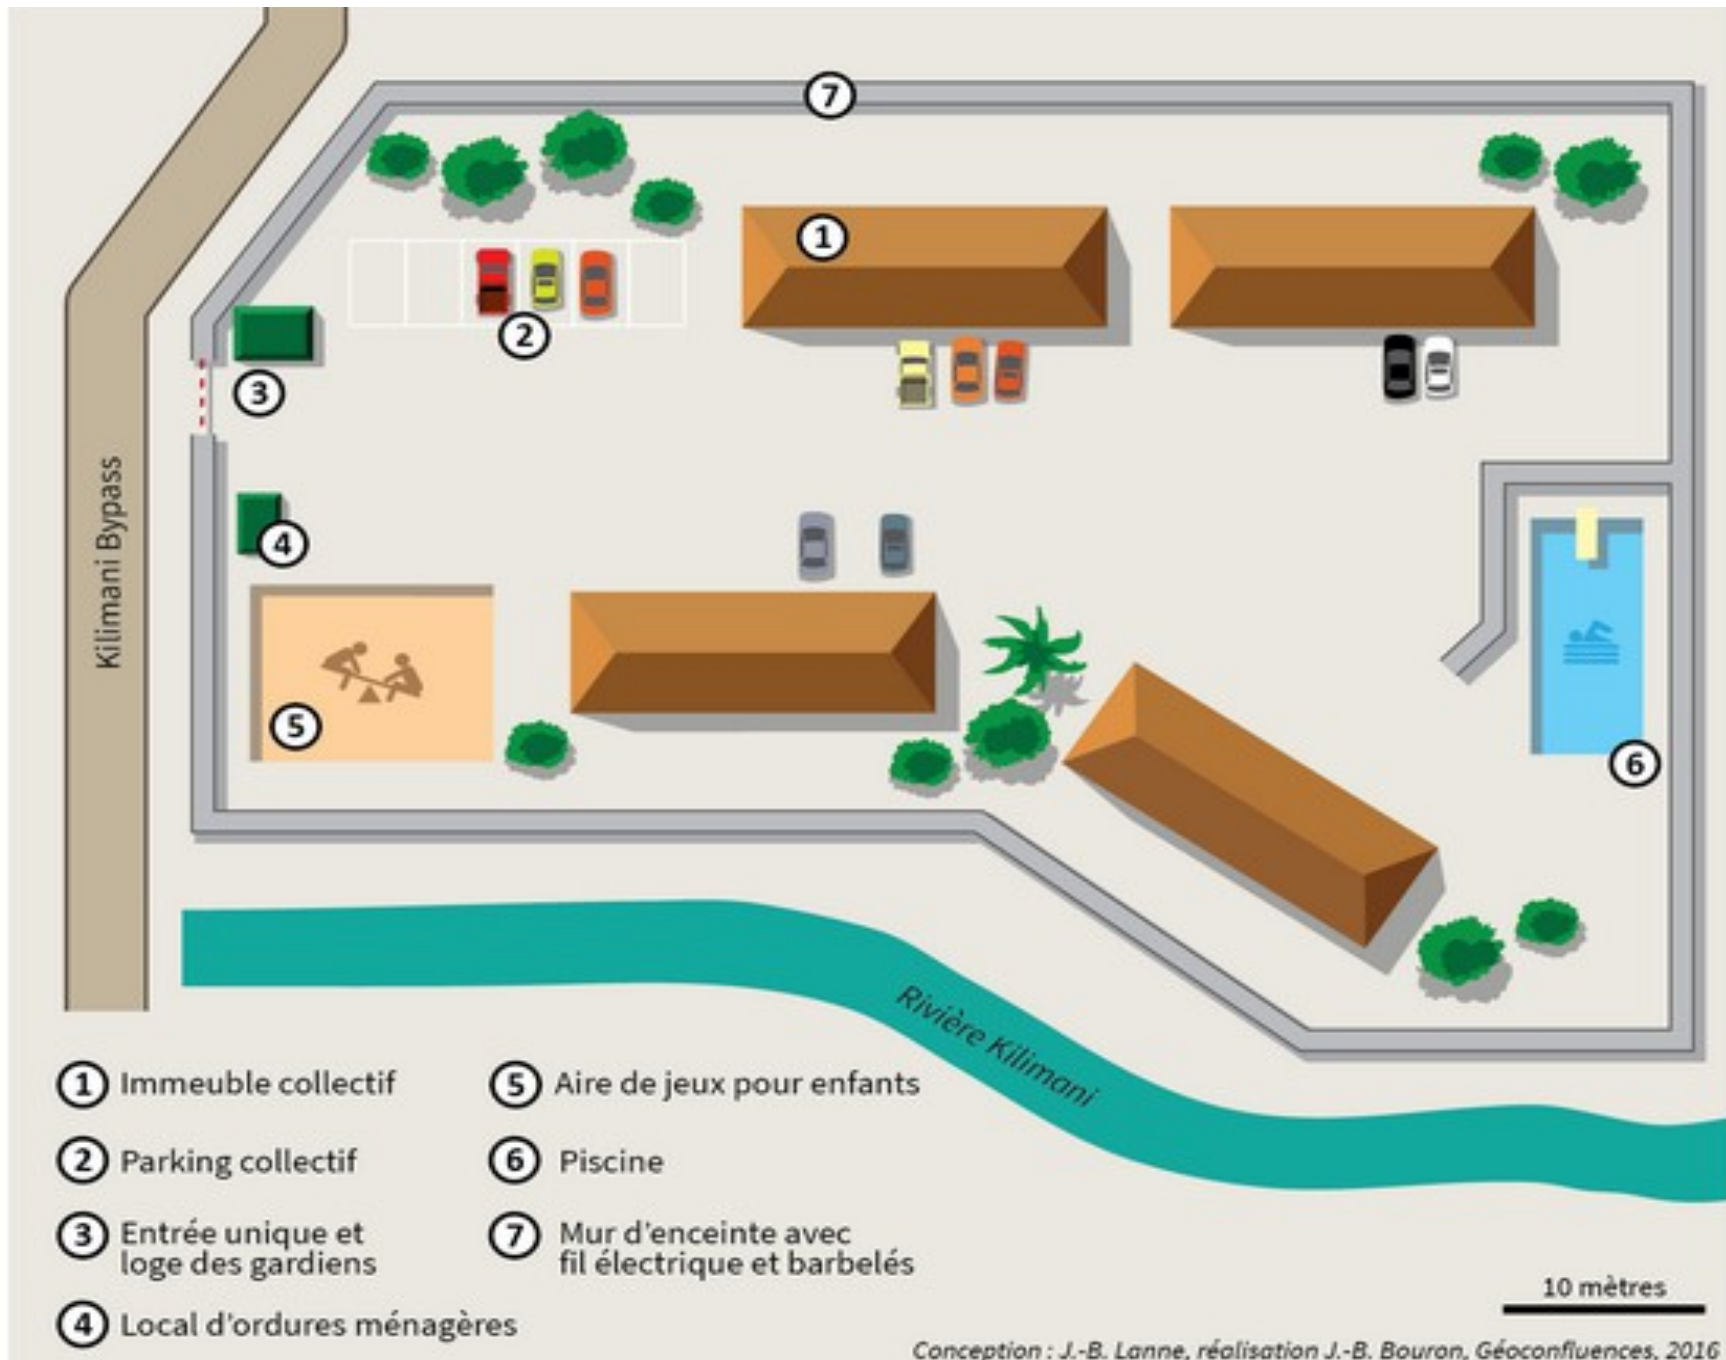 7
1
2
3
4
5
6
Kilimani Bypass
Rivière Kilimani
1 Immeuble collectif
2 Parking collectif
3 Entrée unique et
loge des gardiens
4 Local d'ordures ménagères
5 Aire de jeux pour enfants
6 Piscine
7 Mur d'enceinte avec
fil électrique et barbelés
10 mètres
Conception : J.-B. Lanne, réalisation J.-B. Bouron, Géoconfluences, 2016